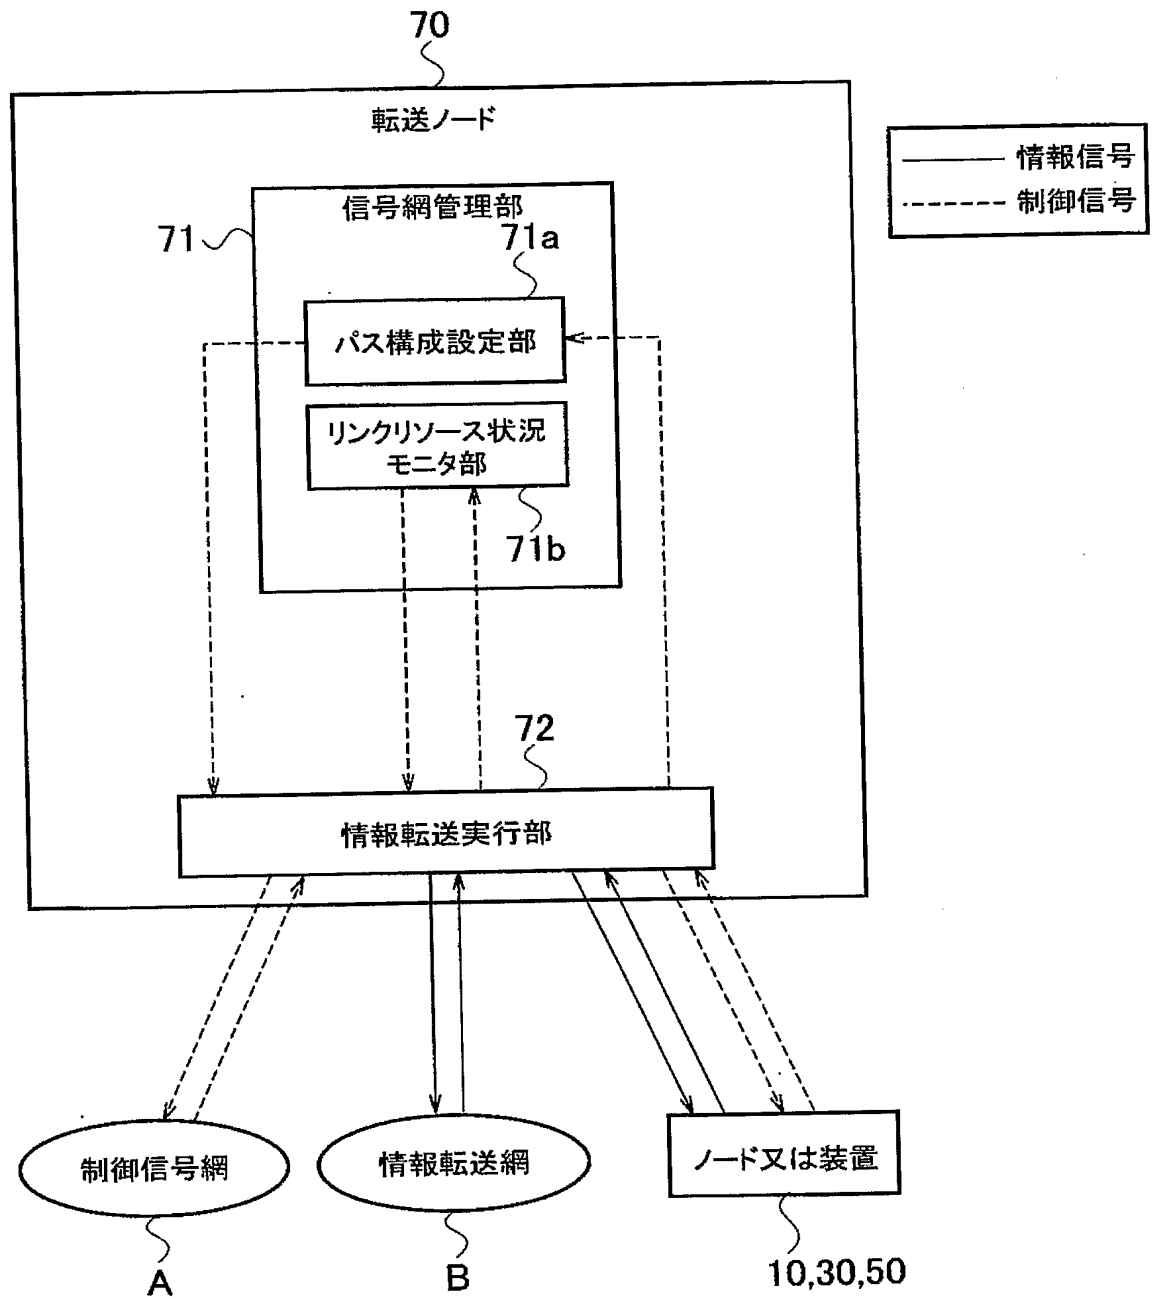 70
転送ノード
情報信号
制御信号
信号網管理部
71
71a
パス構成設定部
リンクリソース状況
モニタ部
71b
72
情報転送実行部
制御信号網
情報転送網
ノード又は装置
A
B
10,30,50